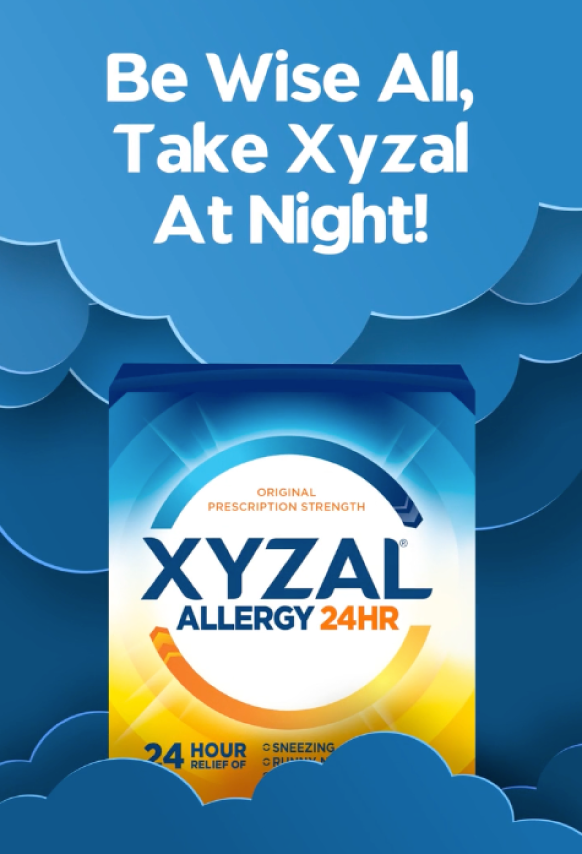 Be Wise All,
Take Xyzal
At Night!
ORIGINAL
PRESCRIPTION STRENGTH
XYZAL®
ALLERGY 24HR
24 HOUR
RELIEF OF
SNEEZING